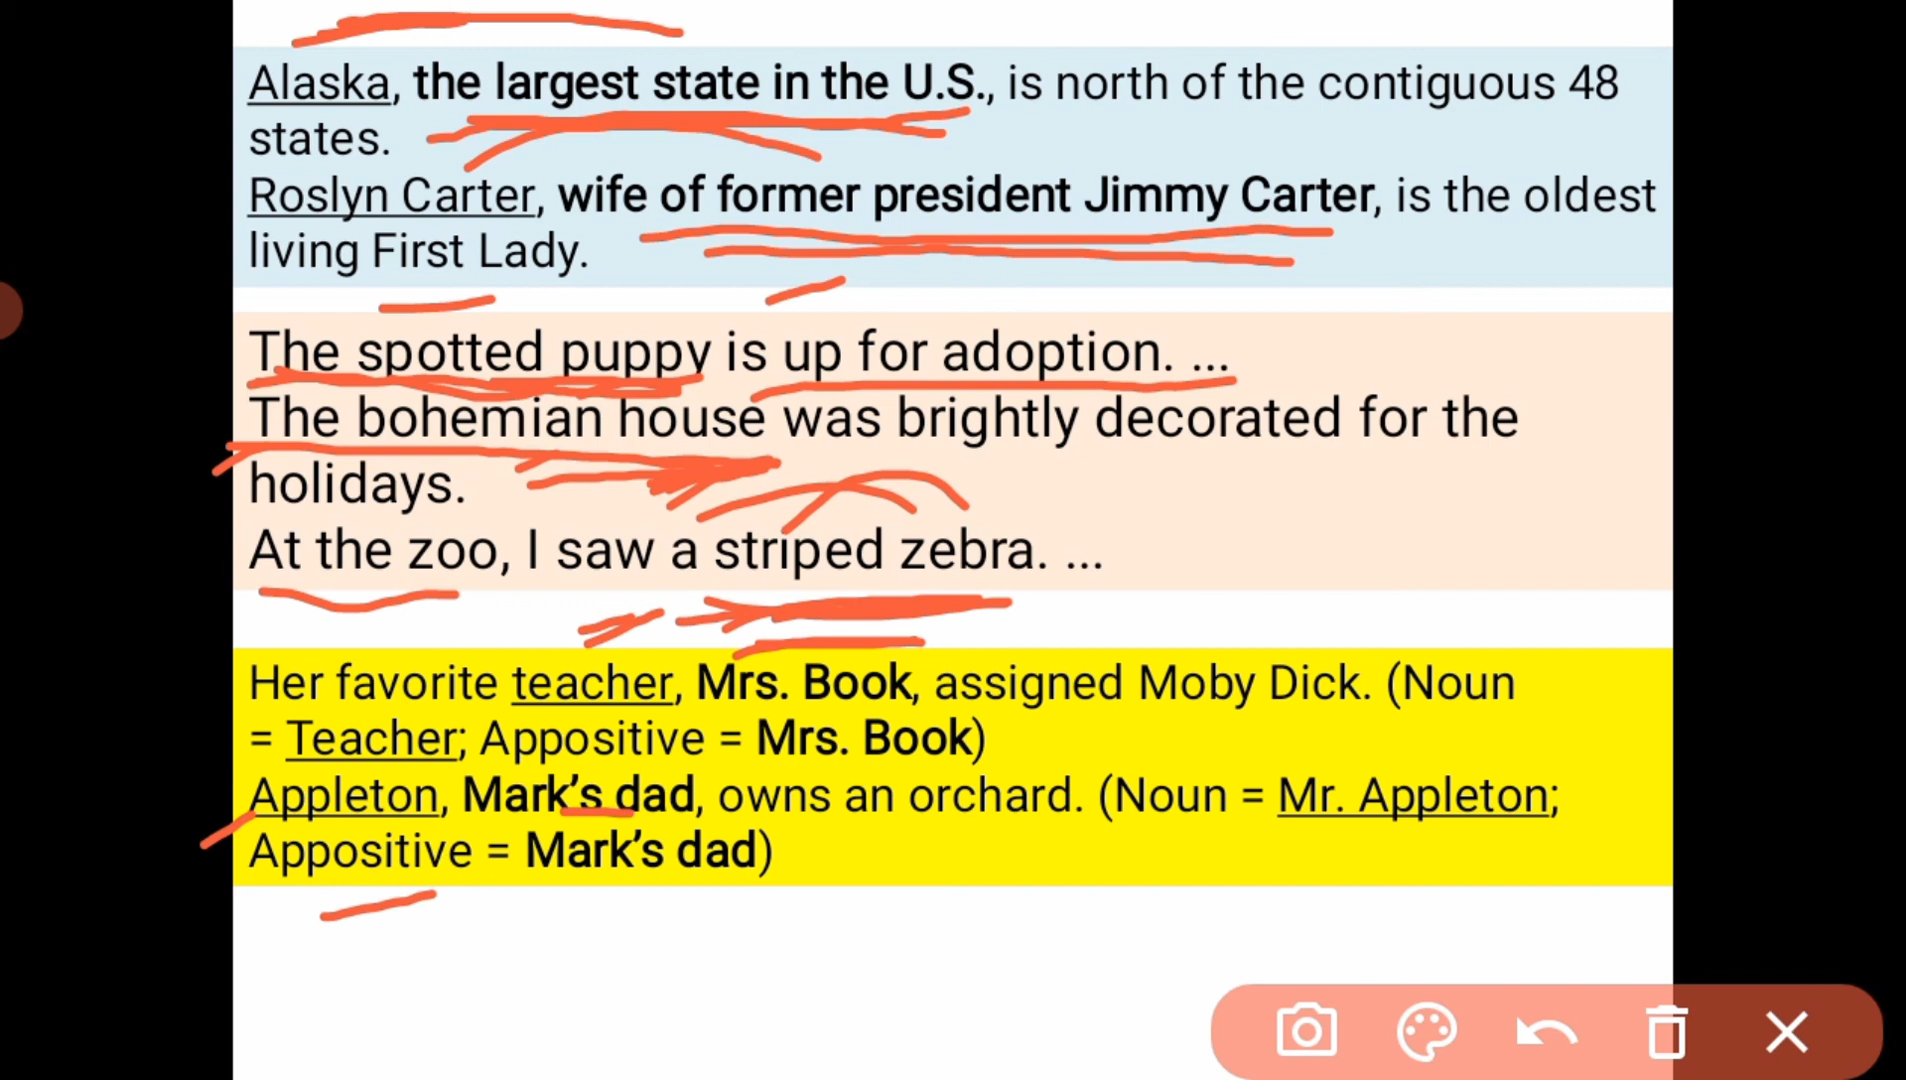 Alaska, the largest state in the U.S., is north of the contiguous 48
states.
Roslyn Carter, wife of former president Jimmy Carter, is the oldest
living First Lady.
The spotted puppy is up for adoption. ...
The bohemian house was brightly decorated for the
holidays.
At the zoo, I saw a striped zebra. ...
Her favorite teacher, Mrs. Book, assigned Moby Dick. (Noun
= Teacher; Appositive = Mrs. Book)
Appleton, Mark’s dad, owns an orchard. (Noun = Mr. Appleton;
Appositive = Mark’s dad)